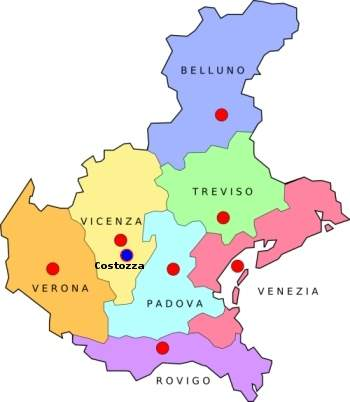 BELLUNO
TREVISO
VICENZA
Costozza
VERONA
PADOVA
VENEZIA
ROVIGO